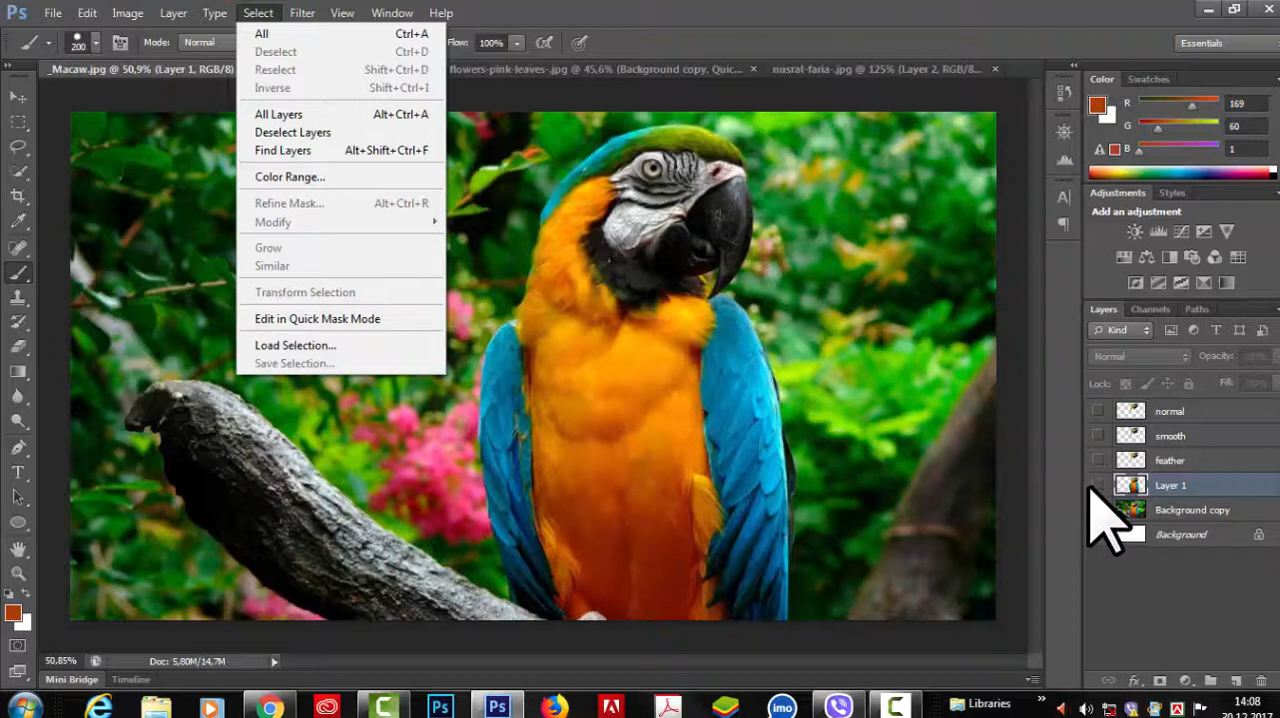 Ps File Edit Image Layer Type Select Filter View Window Help
200 Mode: Normal Flow: 100% Essentials
_Macaw.jpg @ 50,9% (Layer 1, RGB/8) flowers-pink-leaves-.jpg @ 45,6% (Background copy, Quic... × nusrat-faria-.jpg @ 125% (Layer 2, RGB/8... ×
All Ctrl+A
Deselect Ctrl+D
Reselect Shift+Ctrl+D
Inverse Shift+Ctrl+I
All Layers Alt+Ctrl+A
Deselect Layers
Find Layers Alt+Shift+Ctrl+F
Color Range...
Refine Mask... Alt+Ctrl+R
Modify
Grow
Similar
Transform Selection
Edit in Quick Mask Mode
Load Selection...
Save Selection...
Color Swatches
R 169
G 60
B 1
Adjustments Styles
Add an adjustment
Layers Channels Paths
Kind
Normal Opacity:
Lock: Fill:
normal
smooth
feather
Layer 1
Background copy
Background
50,85% Doc: 5,80M/14,7M
Mini Bridge Timeline
Ps Ps imo Libraries
14:08
20.12.2017